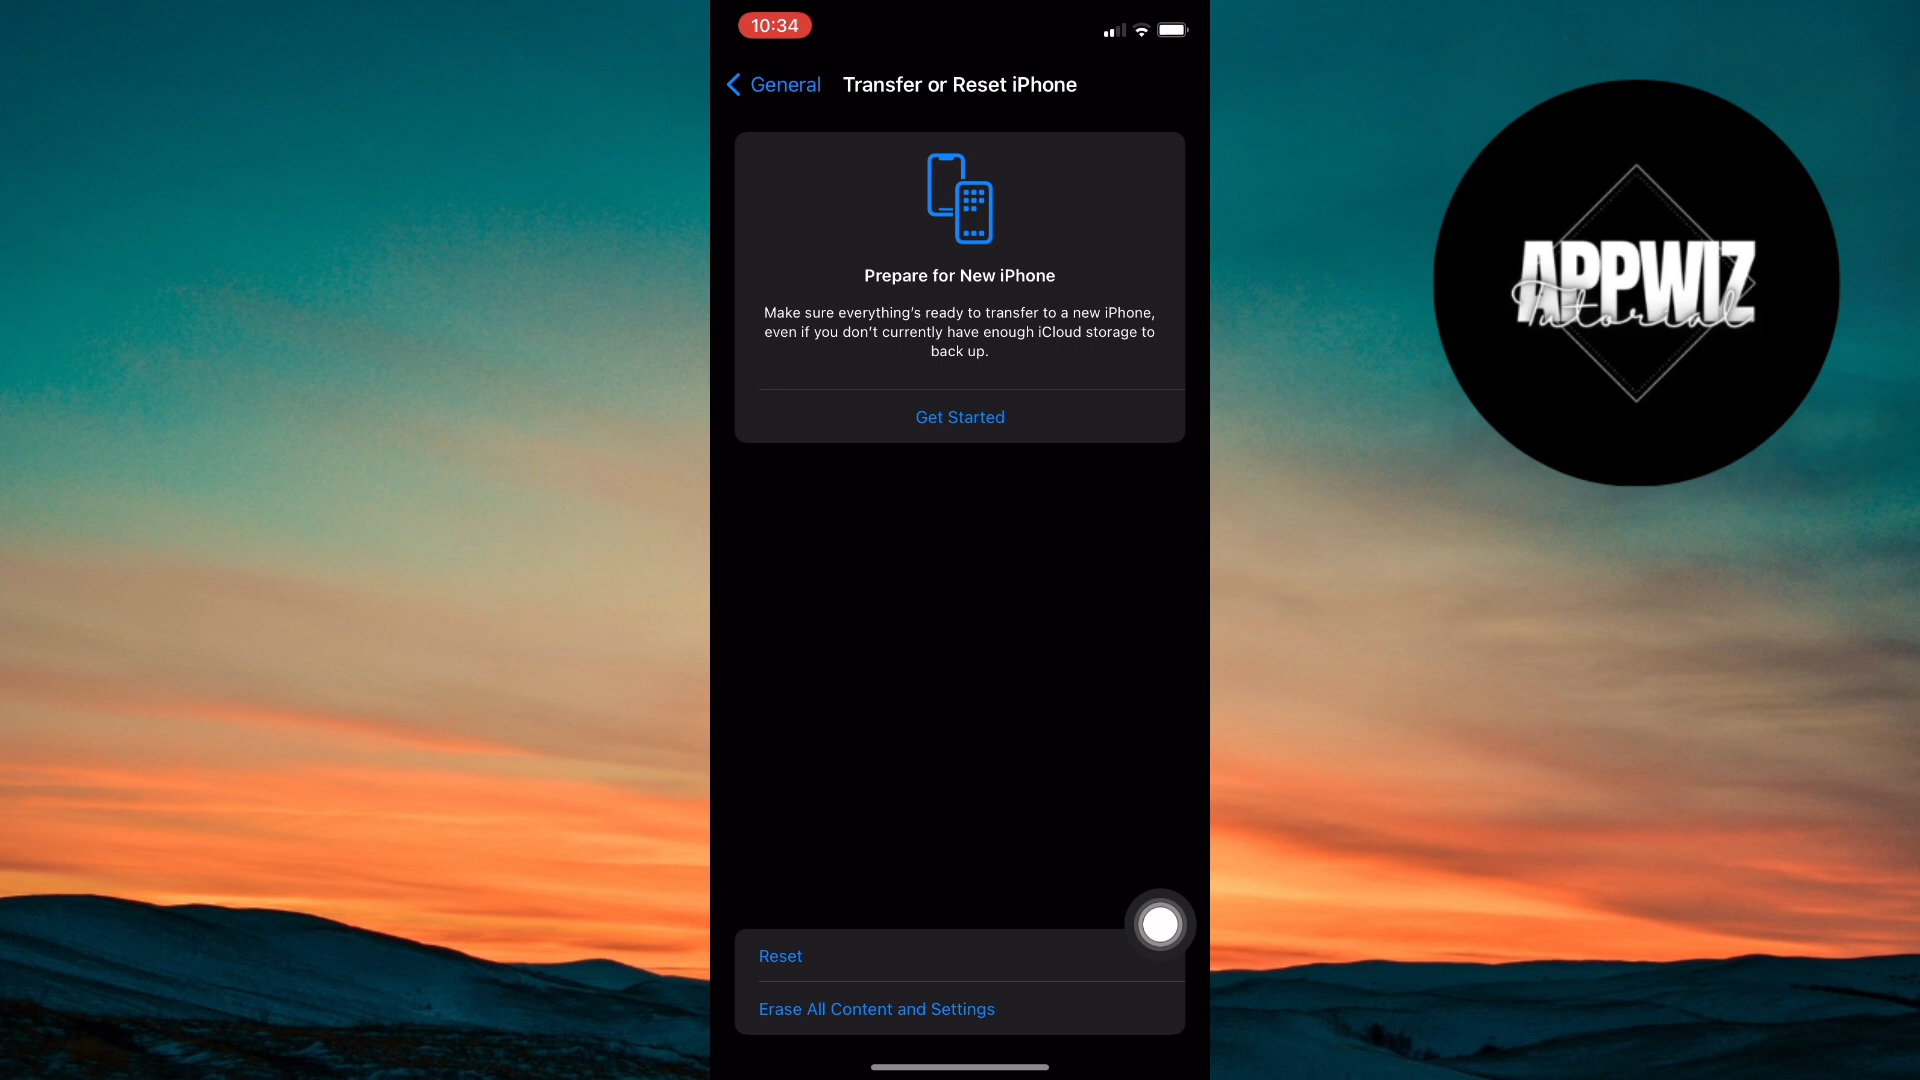 10:34
General
Transfer or Reset iPhone
Prepare for New iPhone
Make sure everything's ready to transfer to a new iPhone,
even if you don't currently have enough iCloud storage to
back up.
Get Started
Reset
Erase All Content and Settings
APPWIZ
Tutorial